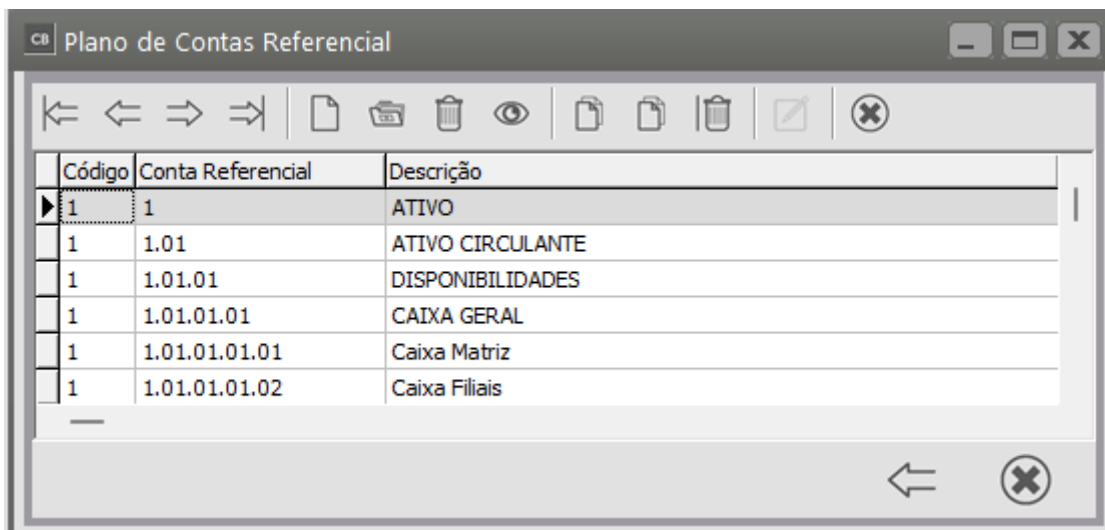 CB Plano de Contas Referencial
Código Conta Referencial Descrição
1 1 ATIVO
1 1.01 ATIVO CIRCULANTE
1 1.01.01 DISPONIBILIDADES
1 1.01.01.01 CAIXA GERAL
1 1.01.01.01.01 Caixa Matriz
1 1.01.01.01.02 Caixa Filiais